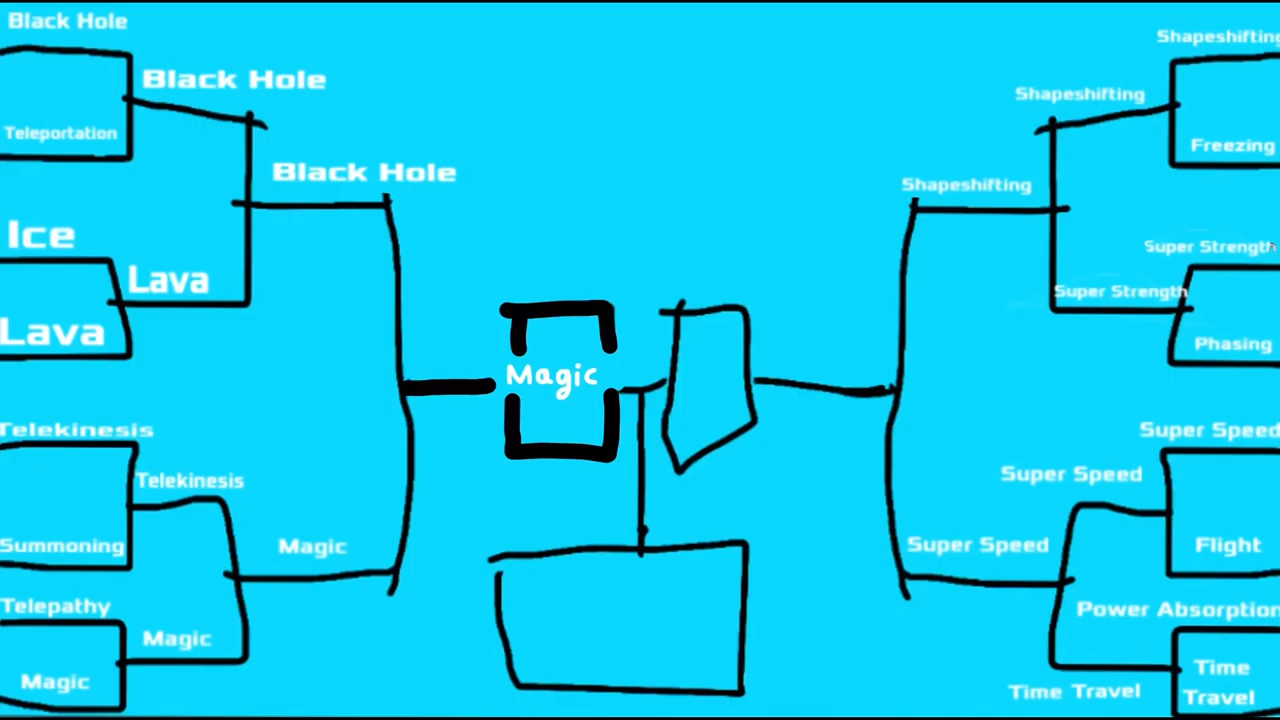 Black Hole
Black Hole
Teleportation
Black Hole
Ice
Lava
Lava
Telekinesis
Telekinesis
Summoning
Magic
Telepathy
Magic
Magic
Magic
Shapeshifting
Shapeshifting
Freezing
Shapeshifting
Super Strength
Super Strength
Phasing
Super Speed
Super Speed
Flight
Super Speed
Power Absorption
Time Travel
Time
Travel